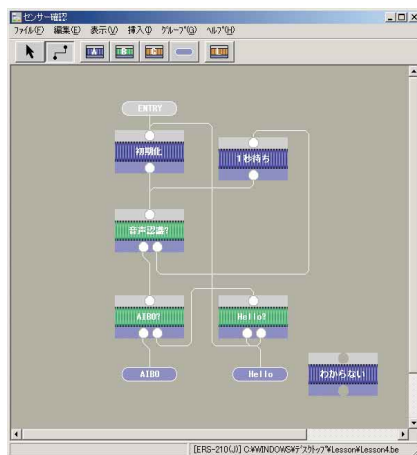 センサー確認
ファイル(F) 編集(E) 表示(V) 挿入(I) グループ(G) ヘルプ(H)
A B C E
ENTRY
初期化 1秒待ち
音声認識?
AIBO? Hello?
AIBO Hello わからない
[ERS-210(J)] C:¥WINDOWS¥デスクトップ¥Lesson¥Lesson4.be